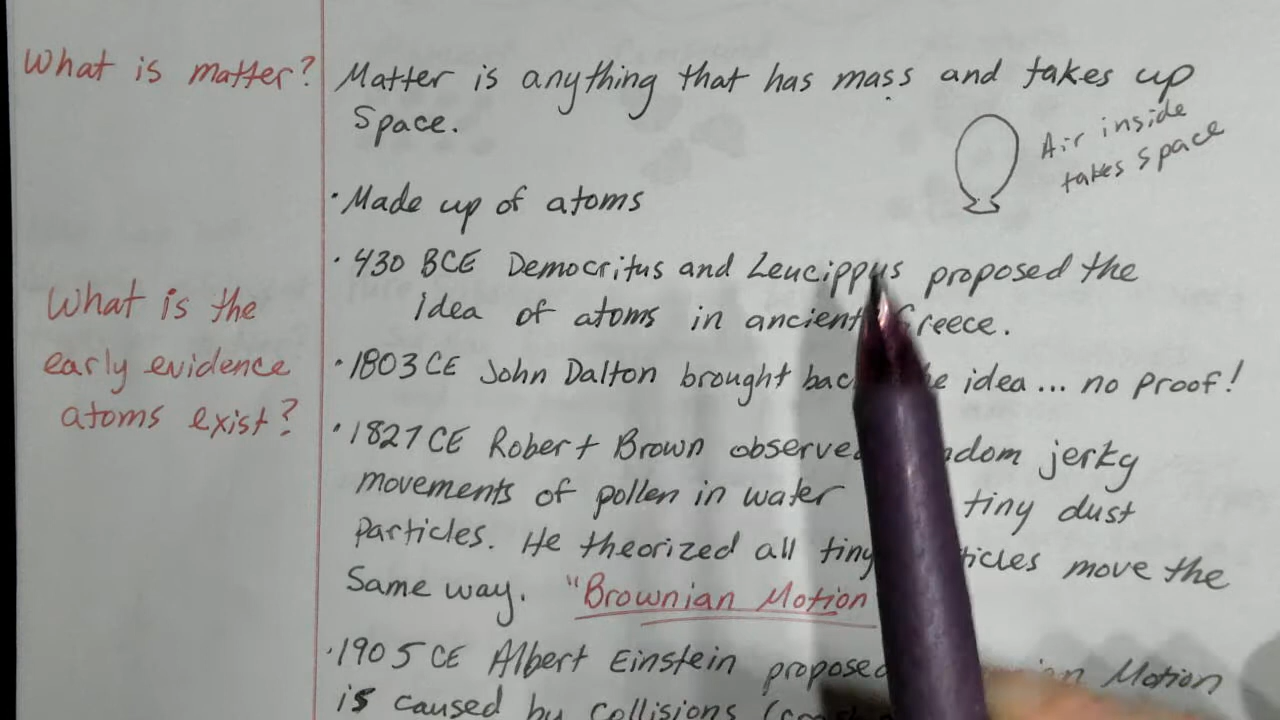 What is matter?
Matter is anything that has mass and takes up
Space.
Air inside
takes space
· Made up of atoms
What is the
early evidence
atoms exist?
· 430 BCE Democritus and Leucippus proposed the
idea of atoms in ancient Greece.
· 1803 CE John Dalton brought the idea... no proof!
· 1827 CE Robert Brown observed jerky
movements of pollen in water tiny dust
particles. He theorized all tiny move the
Same way. "Brownian Motion
· 1905 CE Albert Einstein proposed Motion
is caused by collisions